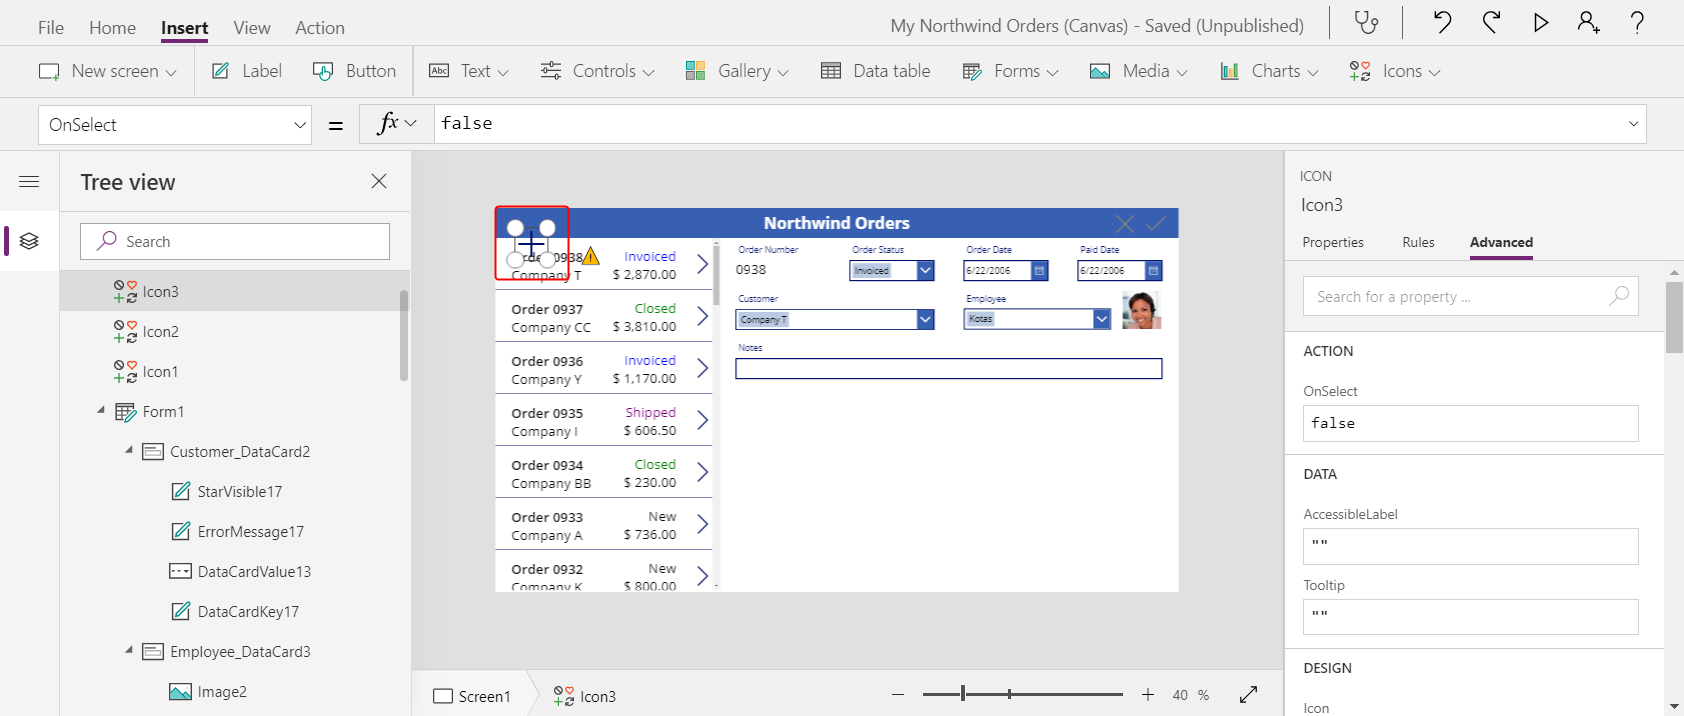 File Home Insert View Action My Northwind Orders (Canvas) - Saved (Unpublished) ?
New screen Label Button Abc Text Controls Gallery Data table Forms Media Charts Icons
OnSelect = fx false
Tree view
Search
Icon3
Icon2
Icon1
Form1
Customer_DataCard2
StarVisible17
ErrorMessage17
DataCardValue13
DataCardKey17
Employee_DataCard3
Image2
Northwind Orders
0938 Invoiced
Company T $ 2,870.00
Order 0937 Closed
Company CC $ 3,810.00
Order 0936 Invoiced
Company Y $ 1,170.00
Order 0935 Shipped
Company I $ 606.50
Order 0934 Closed
Company BB $ 230.00
Order 0933 New
Company A $ 736.00
Order 0932 New
Company K $ 800.00
Order Number Order Status Order Date Paid Date
0938 Invoiced 6/22/2006 6/22/2006
Customer Employee
Company T Kotas
Notes
Screen1 Icon3 40 %
ICON
Icon3
Properties Rules Advanced
Search for a property ...
ACTION
OnSelect
false
DATA
AccessibleLabel
""
Tooltip
""
DESIGN
Icon